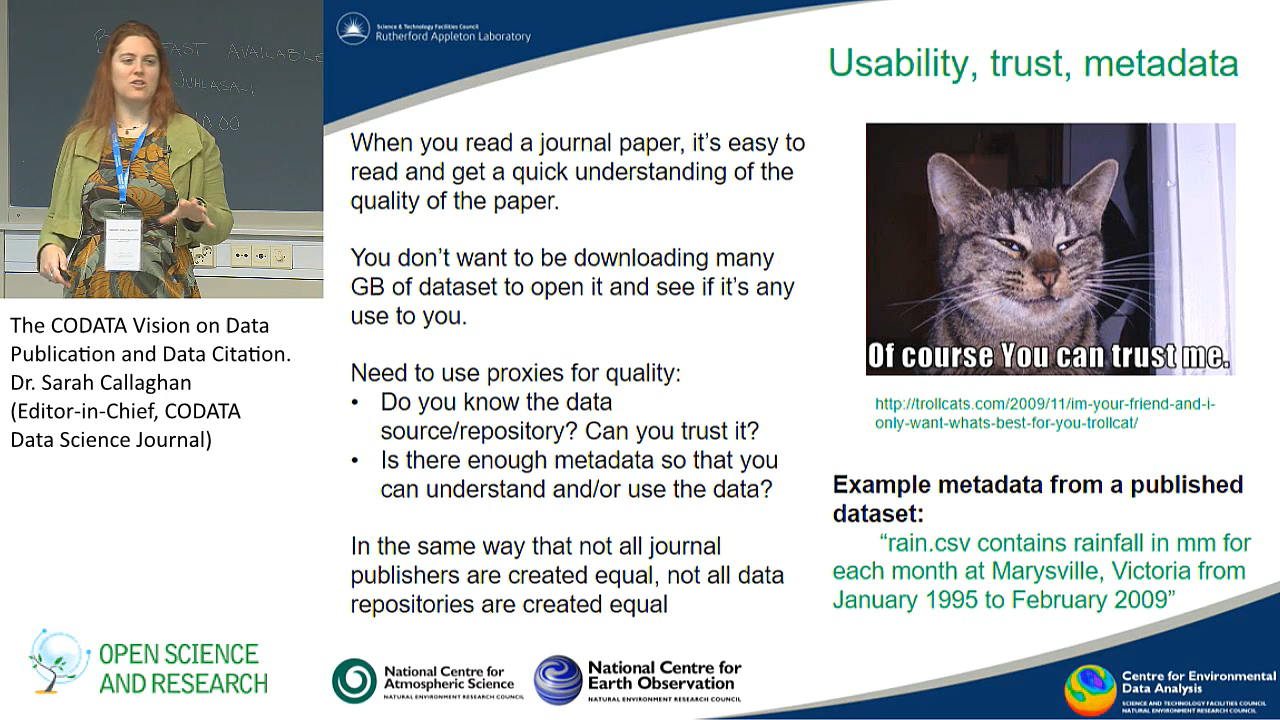 FAST AVAILABLE
Science & Technology Facilities Council
Rutherford Appleton Laboratory
Usability, trust, metadata
When you read a journal paper, it's easy to
read and get a quick understanding of the
quality of the paper.
You don't want to be downloading many
GB of dataset to open it and see if it's any
use to you.
Need to use proxies for quality:
• Do you know the data
source/repository? Can you trust it?
• Is there enough metadata so that you
can understand and/or use the data?
In the same way that not all journal
publishers are created equal, not all data
repositories are created equal
Of course You can trust me.
http://trollcats.com/2009/11/im-your-friend-and-i-
only-want-whats-best-for-you-trollcat/
Example metadata from a published
dataset:
“rain.csv contains rainfall in mm for
each month at Marysville, Victoria from
January 1995 to February 2009”
The CODATA Vision on Data
Publication and Data Citation.
Dr. Sarah Callaghan
(Editor-in-Chief, CODATA
Data Science Journal)
OPEN SCIENCE
AND RESEARCH
National Centre for
Atmospheric Science
NATURAL ENVIRONMENT RESEARCH COUNCIL
National Centre for
Earth Observation
NATURAL ENVIRONMENT RESEARCH COUNCIL
Centre for Environmental
Data Analysis
SCIENCE AND TECHNOLOGY FACILITIES COUNCIL
NATURAL ENVIRONMENT RESEARCH COUNCIL